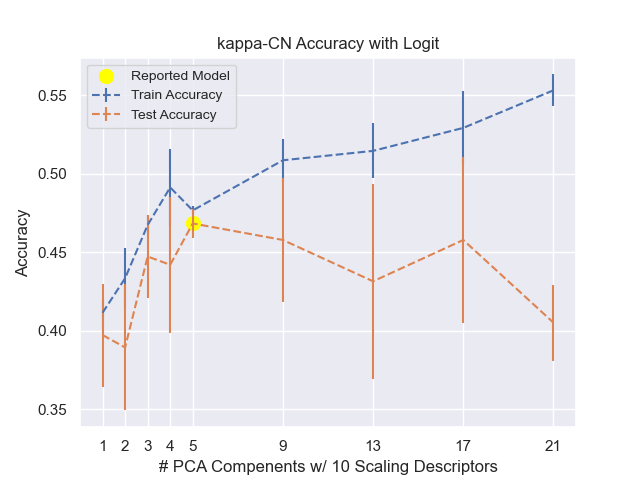 kappa-CN Accuracy with Logit
Reported Model
Train Accuracy
Test Accuracy
Accuracy
0.55
0.50
0.45
0.40
0.35
1 2 3 4 5 9 13 17 21
# PCA Compenents w/ 10 Scaling Descriptors